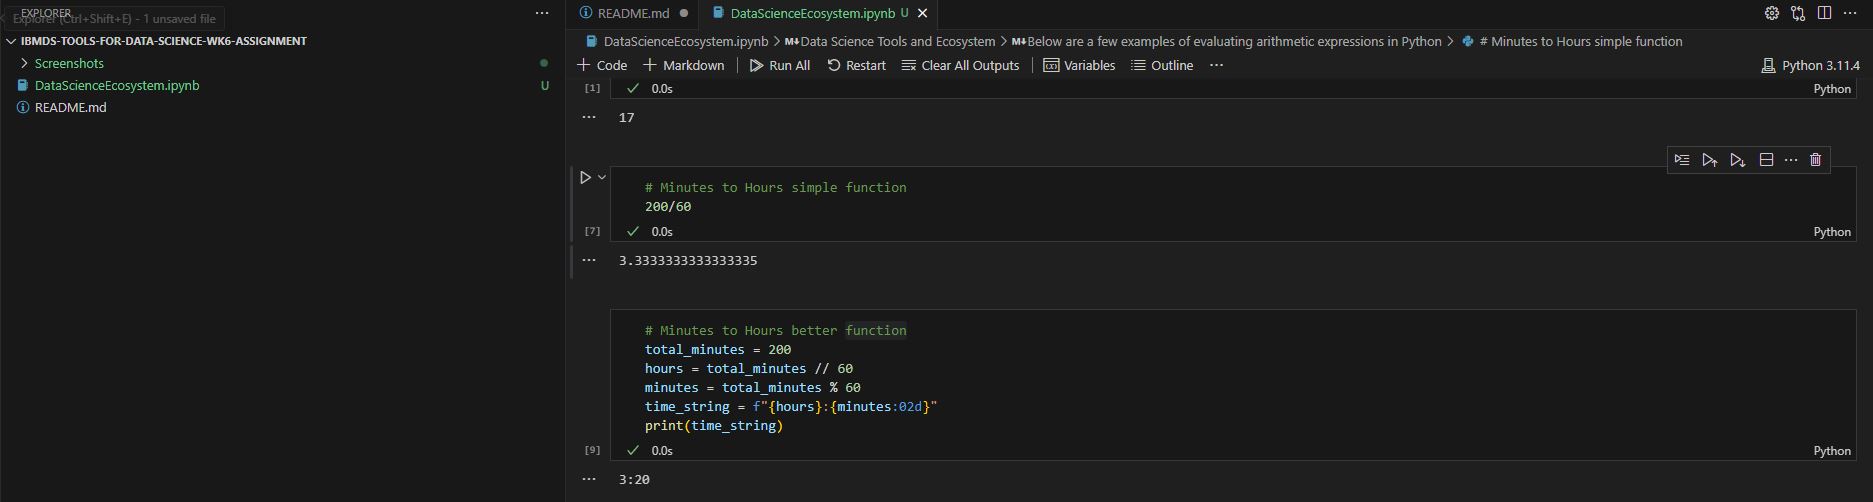 EXPLORER
Explorer (Ctrl+Shift+E) - 1 unsaved file
IBMDS-TOOLS-FOR-DATA-SCIENCE-WK6-ASSIGNMENT
Screenshots
DataScienceEcosystem.ipynb U
README.md
README.md DataScienceEcosystem.ipynb U
DataScienceEcosystem.ipynb > M↓Data Science Tools and Ecosystem > M↓Below are a few examples of evaluating arithmetic expressions in Python > # Minutes to Hours simple function
Code Markdown Run All Restart Clear All Outputs Variables Outline ... Python 3.11.4
[1] 0.0s Python
... 17
# Minutes to Hours simple function
200/60
[7] 0.0s Python
... 3.3333333333333335
# Minutes to Hours better function
total_minutes = 200
hours = total_minutes // 60
minutes = total_minutes % 60
time_string = f"{hours}:{minutes:02d}"
print(time_string)
[9] 0.0s Python
... 3:20